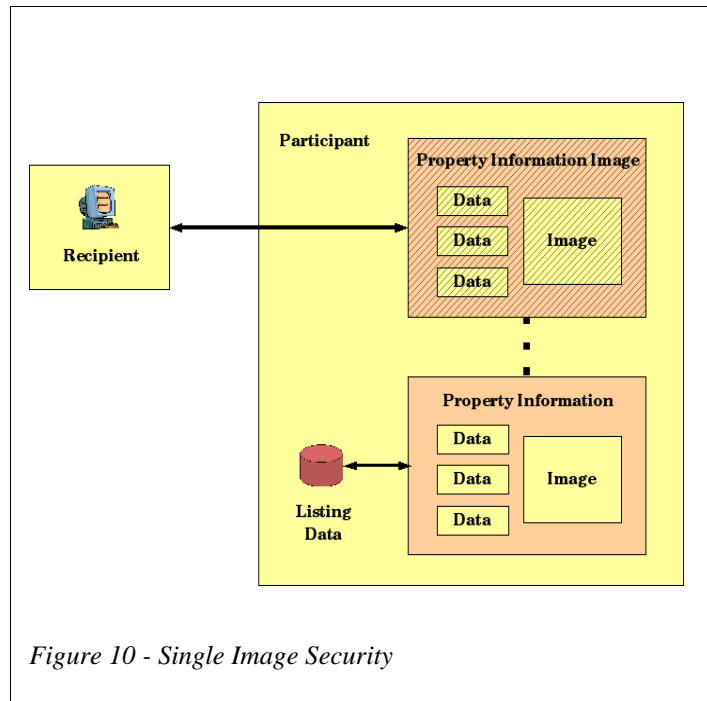 Participant
Property Information Image
Data
Data
Data
Image
Recipient
Property Information
Data
Data
Data
Image
Listing
Data
Figure 10 - Single Image Security